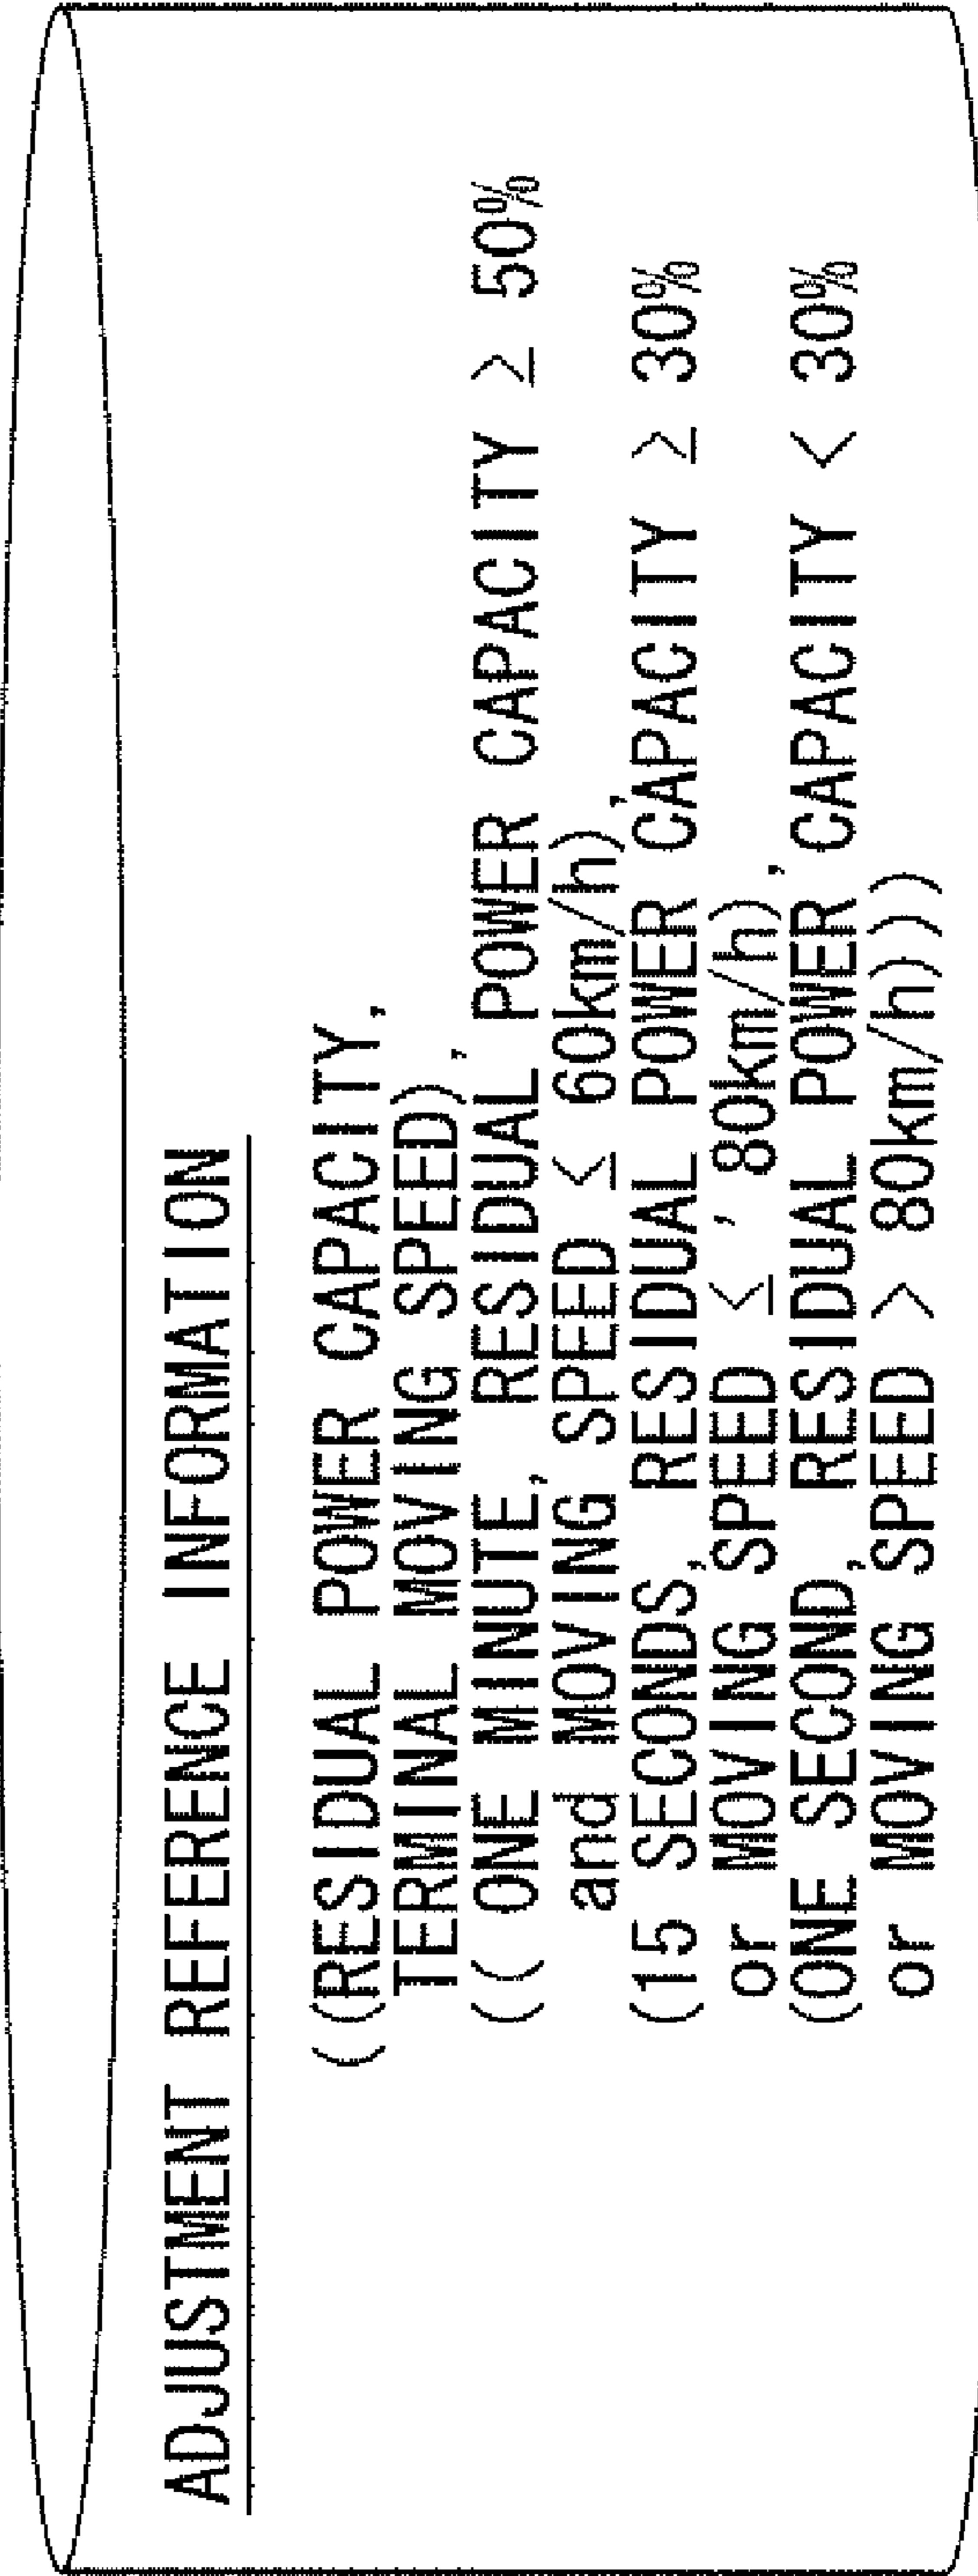 ADJUSTMENT REFERENCE INFORMATION
((RESIDUAL POWER CAPACITY,
TERMINAL MOVING SPEED),
(( ONE MINUTE, RESIDUAL POWER CAPACITY ≥ 50%
and MOVING SPEED ≤ 60km/h),
(15 SECONDS, RESIDUAL POWER CAPACITY ≥ 30%
or MOVING SPEED ≤ ' 80km/h),
(ONE SECOND, RESIDUAL POWER CAPACITY < 30%
or MOVING SPEED > 80km/h)))